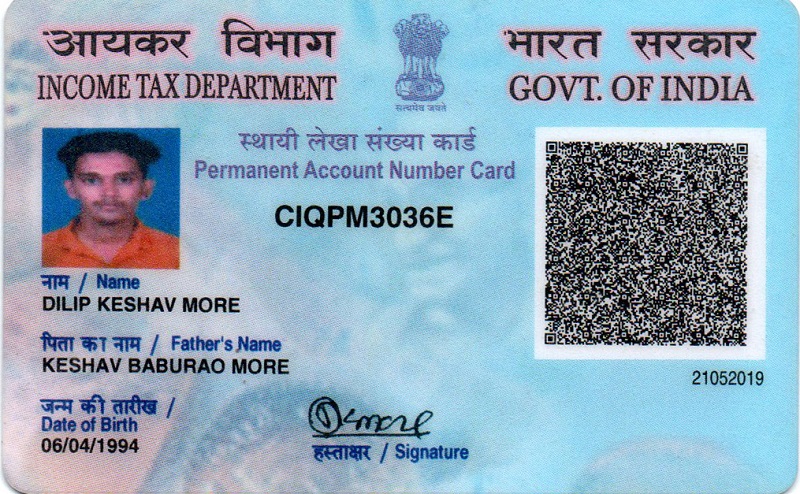 आयकर विभाग
INCOME TAX DEPARTMENT
सत्यमेव जयते
भारत सरकार
GOVT. OF INDIA
स्थायी लेखा संख्या कार्ड
Permanent Account Number Card
CIQPM3036E
नाम / Name
DILIP KESHAV MORE
पिता का नाम / Father's Name
KESHAV BABURAO MORE
जन्म की तारीख /
Date of Birth
06/04/1994
D K more
हस्ताक्षर / Signature
21052019